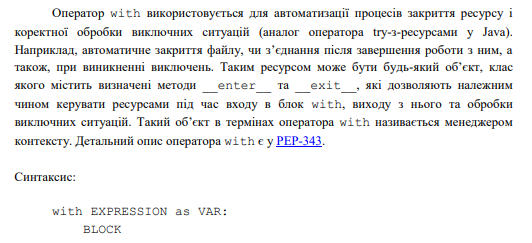 Оператор with використовується для автоматизації процесів закриття ресурсу і
коректної обробки виключних ситуацій (аналог оператора try-з-ресурсами у Java).
Наприклад, автоматичне закриття файлу, чи з’єднання після завершення роботи з ним, а
також, при виникненні виключень. Таким ресурсом може бути будь-який об’єкт, клас
якого містить визначені методи __enter__ та __exit__, які дозволяють належним
чином керувати ресурсами під час входу в блок with, виходу з нього та обробки
виключних ситуацій. Такий об’єкт в термінах оператора with називається менеджером
контексту. Детальний опис оператора with є у PEP-343.
Синтаксис:
with EXPRESSION as VAR:
BLOCK